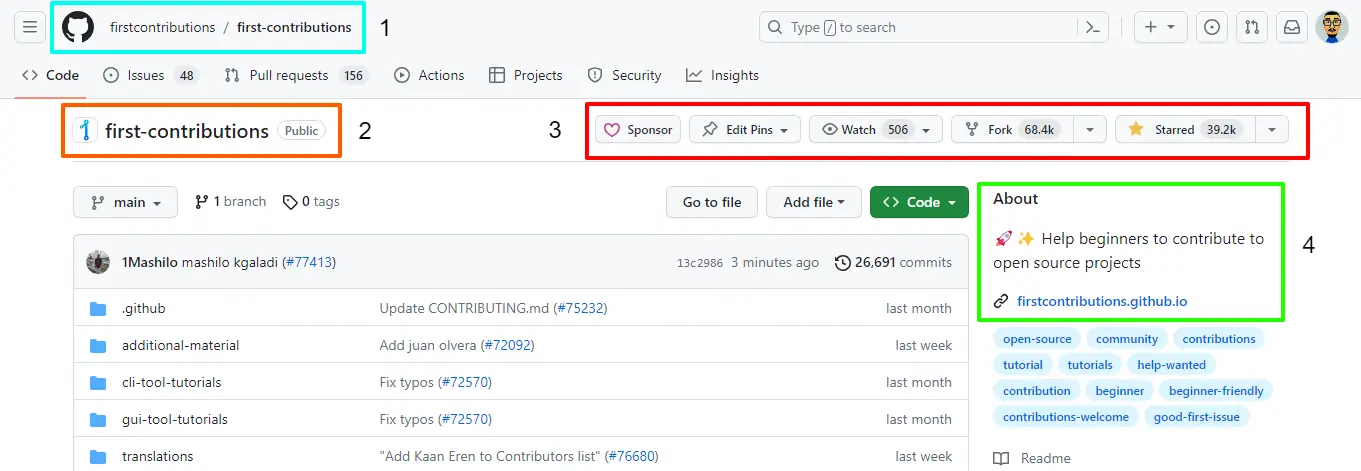 firstcontributions / first-contributions 1
Type / to search
Code Issues 48 Pull requests 156 Actions Projects Security Insights
first-contributions Public 2
3 Sponsor Edit Pins Watch 506 Fork 68.4k Starred 39.2k
main 1 branch 0 tags Go to file Add file Code
1Mashilo mashilo kgaladi (#77413) 13c2986 3 minutes ago 26,691 commits
.github Update CONTRIBUTING.md (#75232) last month
additional-material Add juan olvera (#72092) last week
cli-tool-tutorials Fix typos (#72570) last month
gui-tool-tutorials Fix typos (#72570) last month
translations "Add Kaan Eren to Contributors list" (#76680) last week
About
Help beginners to contribute to
open source projects
4
firstcontributions.github.io
open-source community contributions
tutorial tutorials help-wanted
contribution beginner beginner-friendly
contributions-welcome good-first-issue
Readme